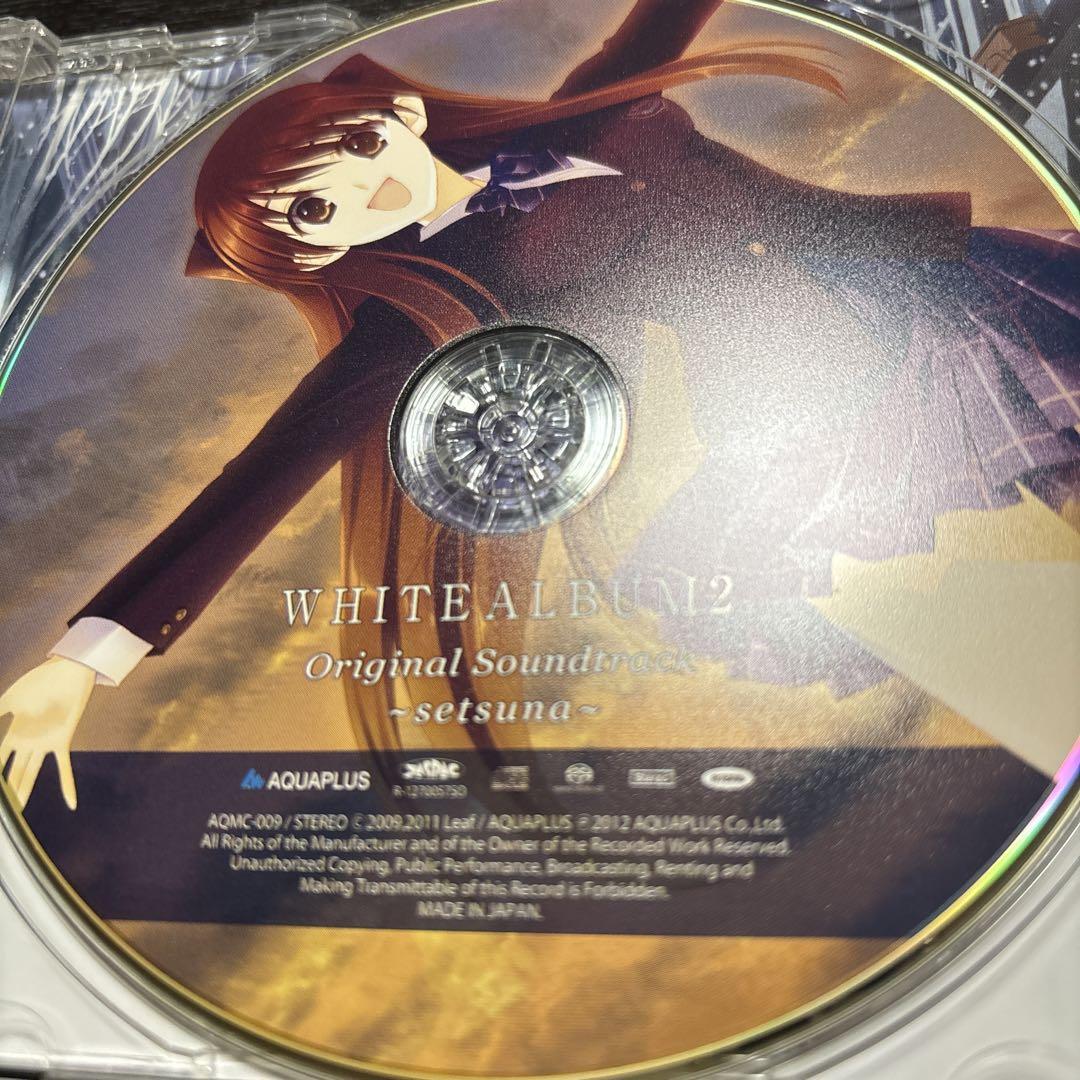 WHITE ALBUM2
Original Soundtrack
~setsuna~
AQUAPLUS
R-1270057SD
Stereo
AQMC-009 / STEREO Ⓒ 2009,2011 Leaf / AQUAPLUS Ⓟ 2012 AQUAPLUS Co.,Ltd.
All Rights of the Manufacturer and of the Owner of the Recorded Work Reserved.
Unauthorized Copying, Public Performance, Broadcasting, Renting and
Making Transmittable of this Record is Forbidden.
MADE IN JAPAN.